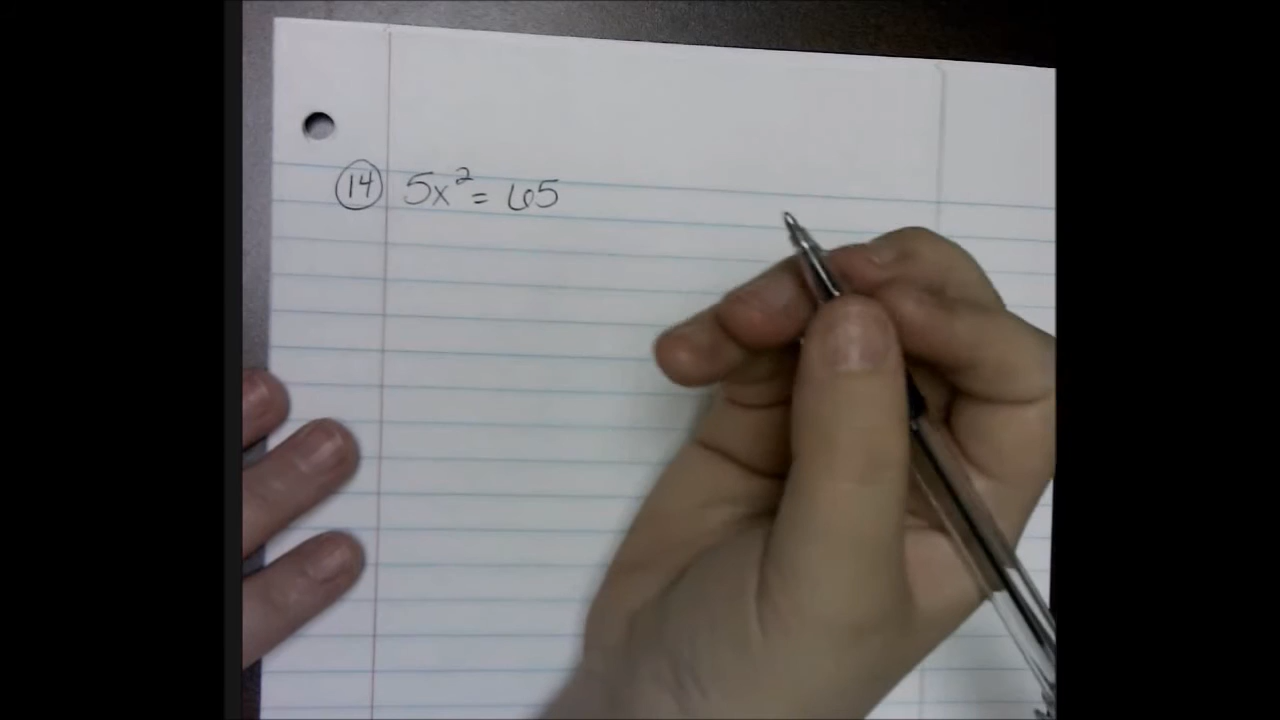 14 5x² = 65